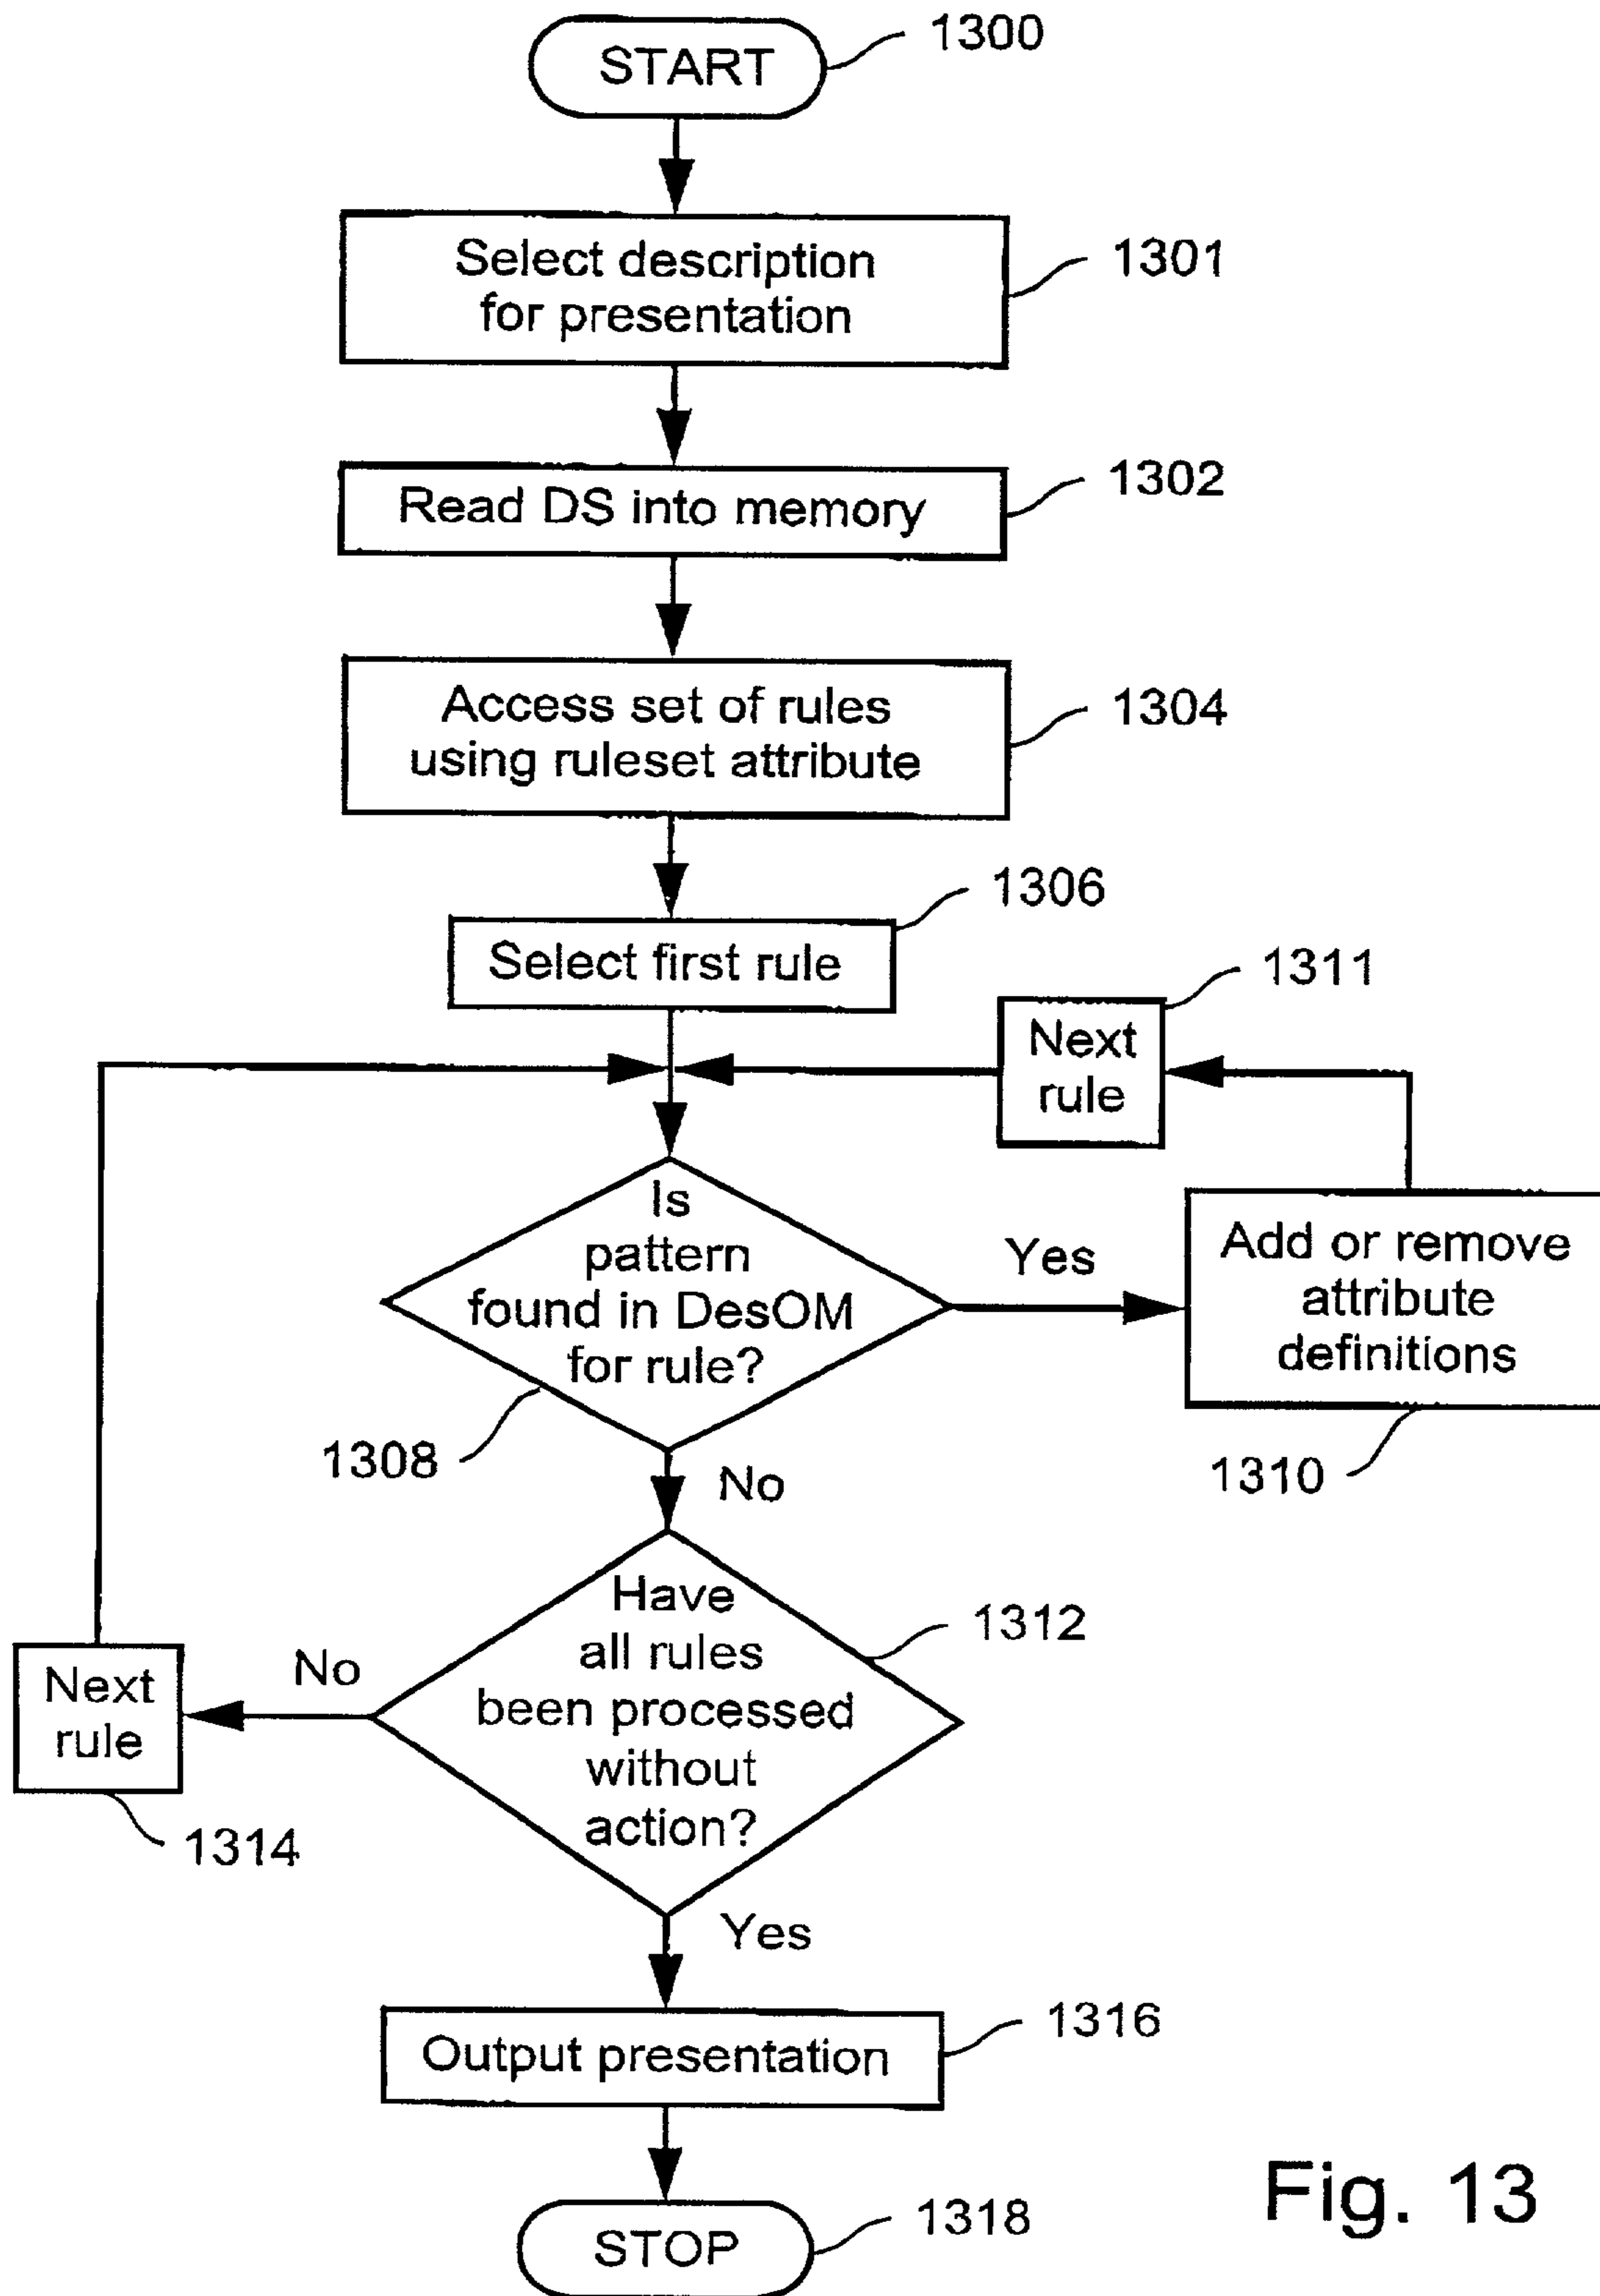 START
1300
Select description
for presentation
1301
Read DS into memory
1302
Access set of rules
using ruleset attribute
1304
Select first rule
1306
Next
rule
1311
Is
pattern
found in DesOM
for rule?
1308
Yes
Add or remove
attribute
definitions
1310
No
Have
all rules
been processed
without
action?
1312
No
Next
rule
1314
Yes
Output presentation
1316
STOP
1318
Fig. 13